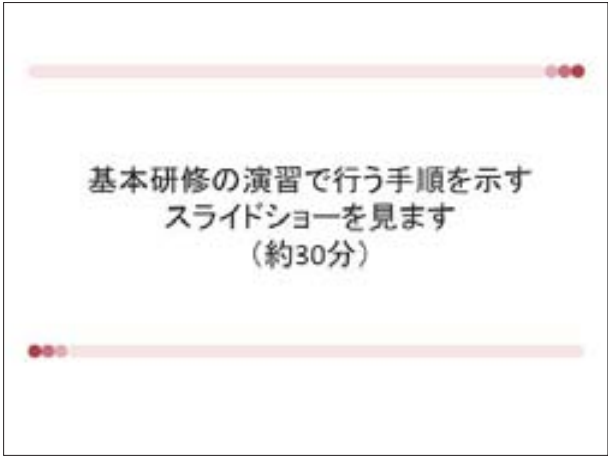 基本研修の演習で行う手順を示す
スライドショーを見ます
（約30分）